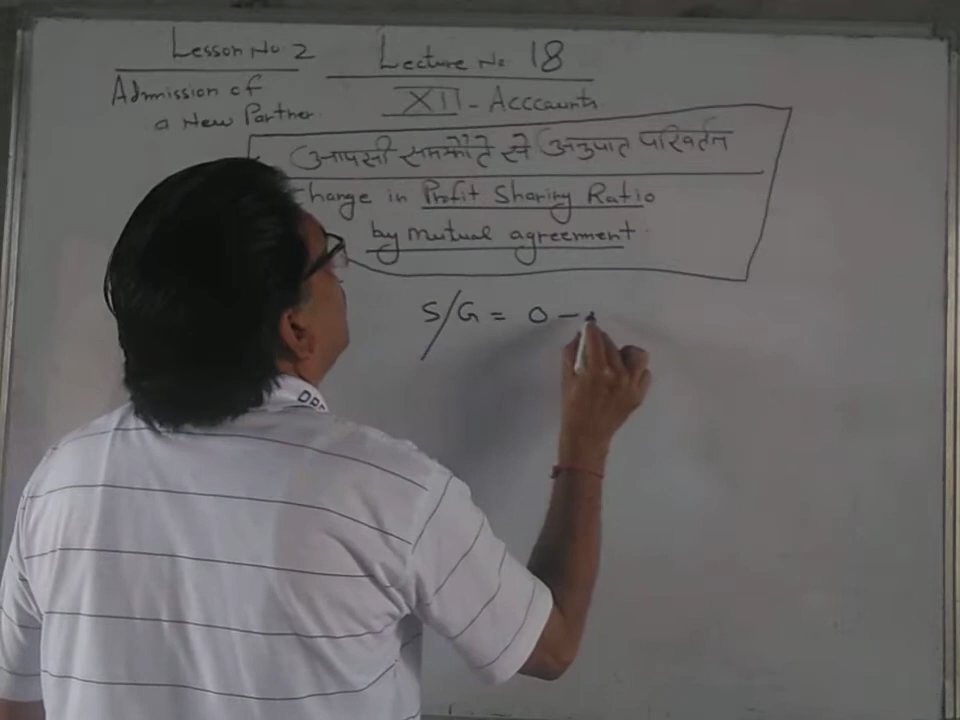 Lesson No. 2
Lecture No 18
Admission of
a New Partner
XII - Acccaunts
आपसी समझौते से अनुपात परिवर्तन
Change in Profit Sharing Ratio
by mutual agreement
S/G = O -